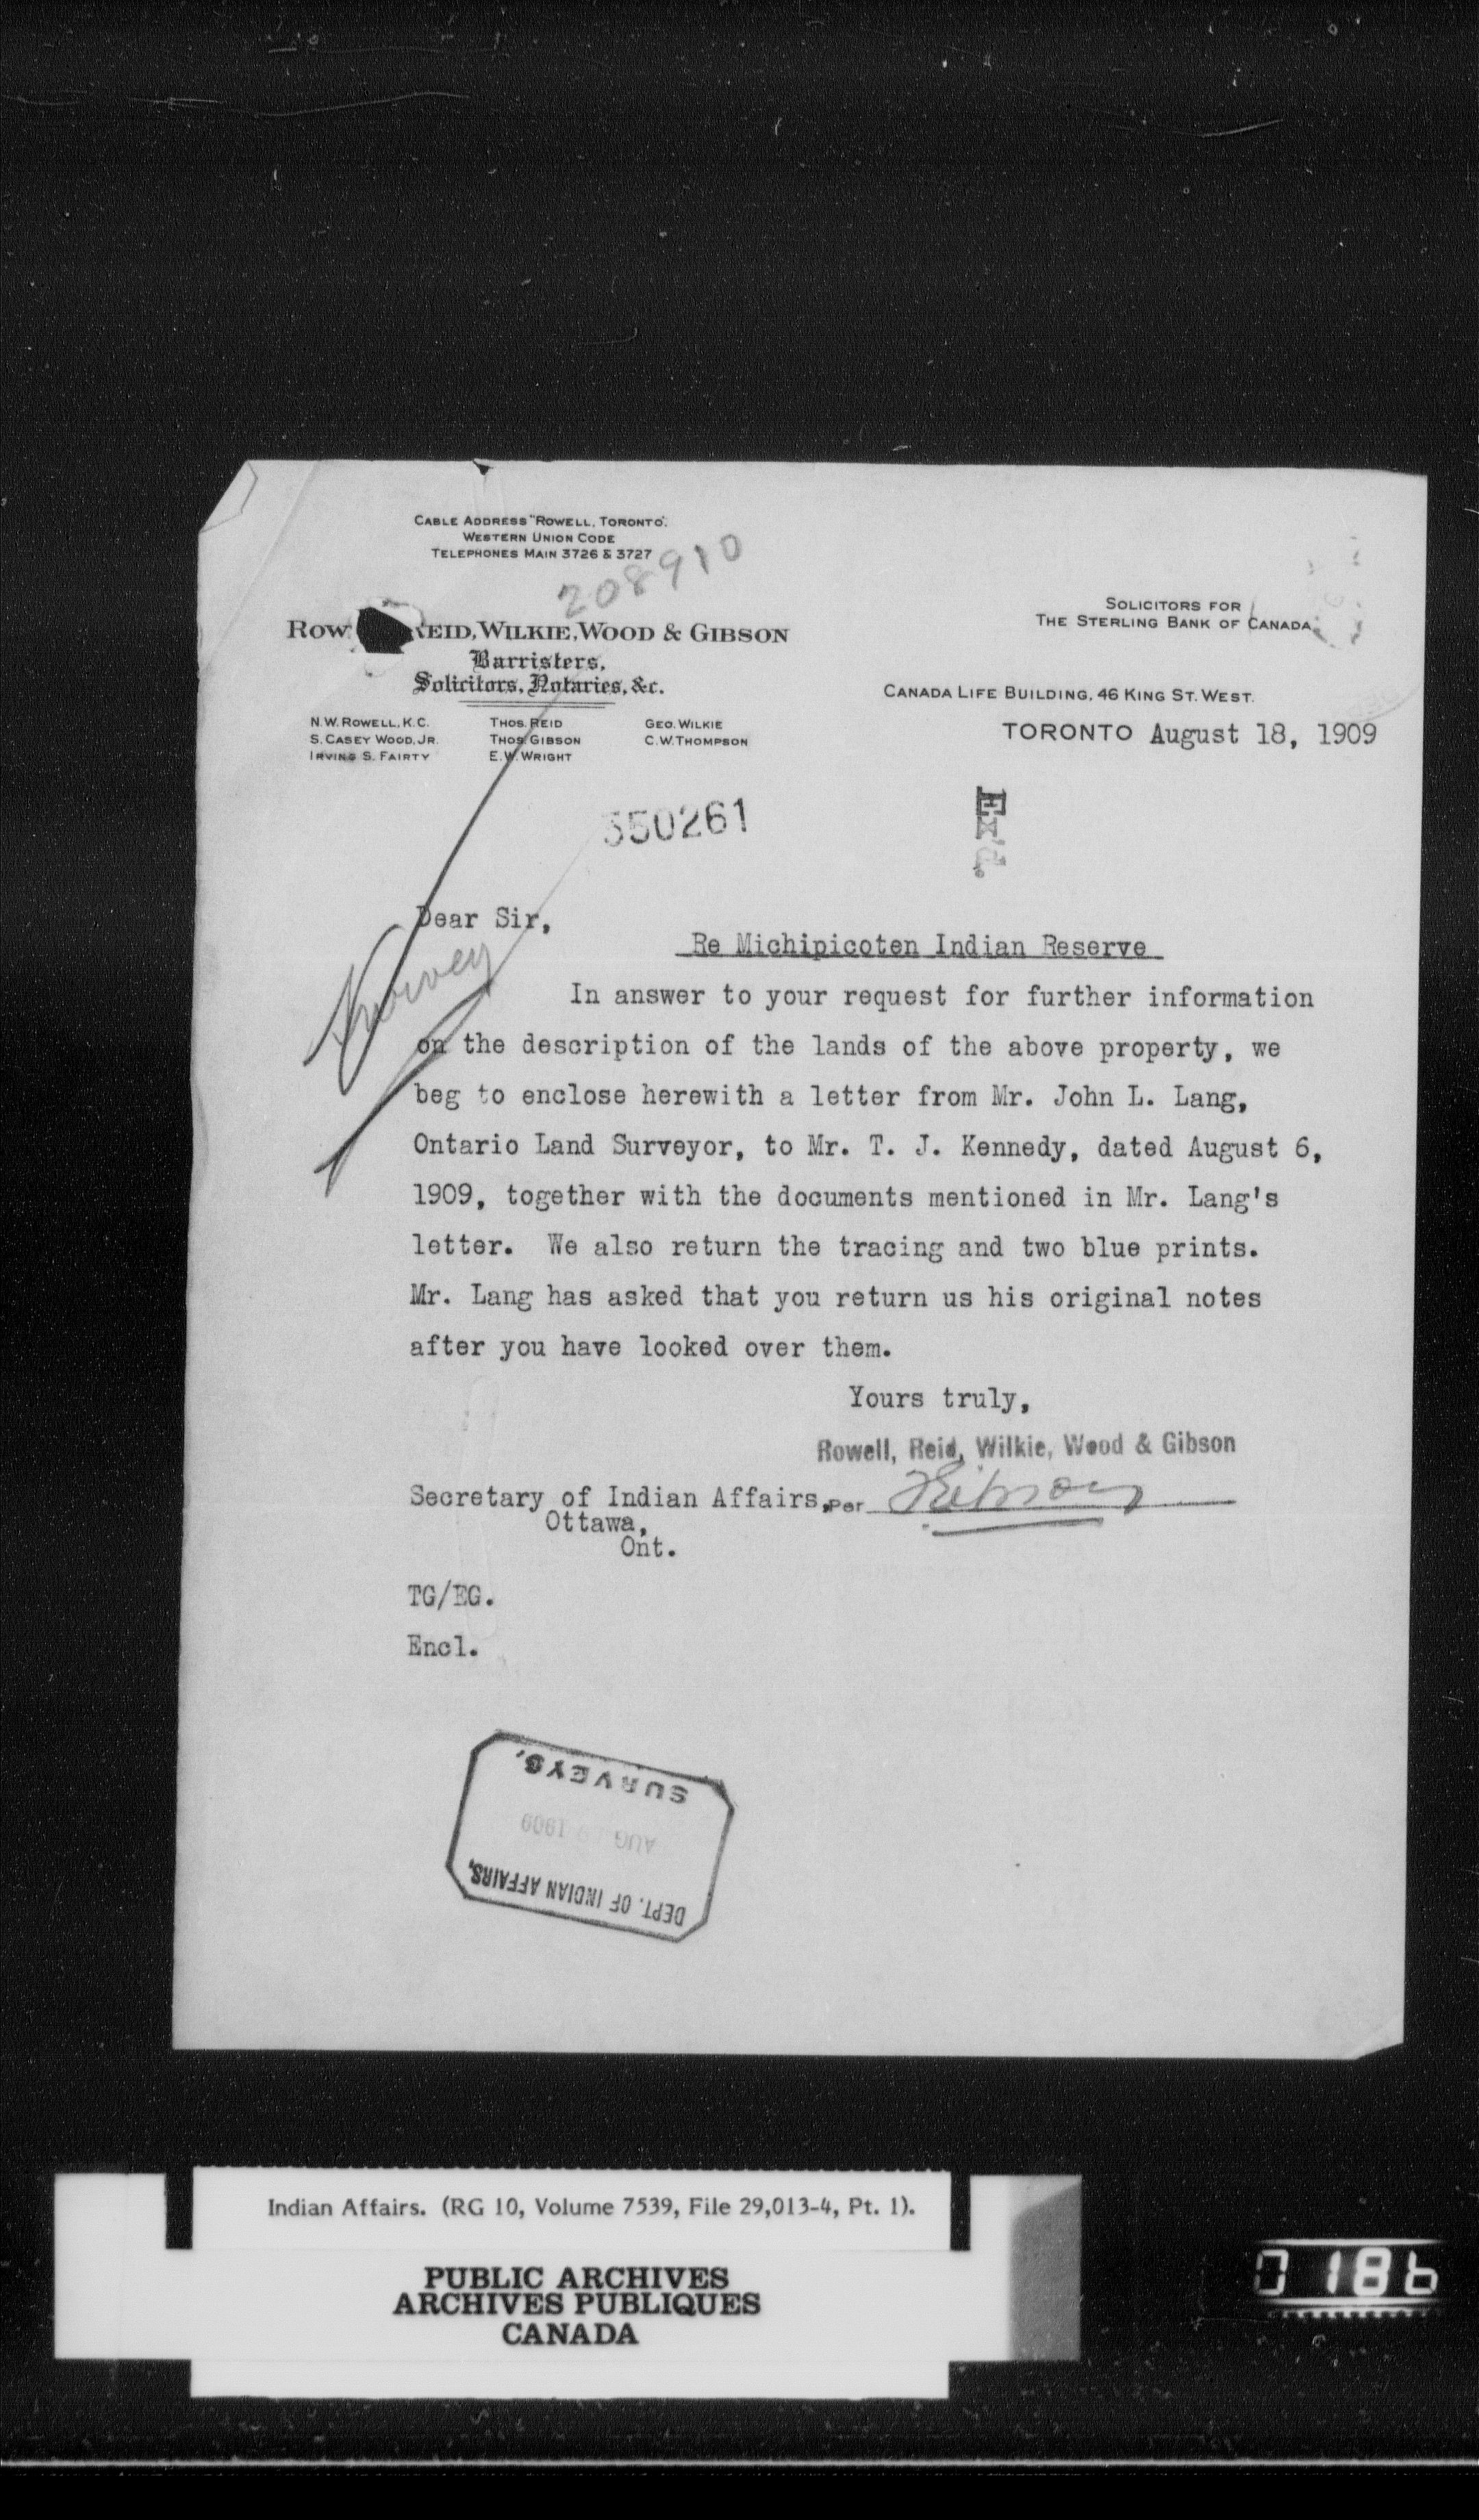 CABLE ADDRESS "ROWELL, TORONTO".
WESTERN UNION CODE
TELEPHONES MAIN 3726 & 3727
208910
ROW EID, WILKIE, WOOD & GIBSON
Barristers,
Solicitors, Notaries, &c.
SOLICITORS FOR
THE STERLING BANK OF CANADA
CANADA LIFE BUILDING, 46 KING ST. WEST.
N.W. ROWELL, K.C. THOS. REID GEO. WILKIE
S. CASEY WOOD, JR. THOS. GIBSON C.W. THOMPSON
IRVING S. FAIRTY E.W. WRIGHT
TORONTO August 18, 1909
350261
Ex'd.
Dear Sir,
Survey
Re Michipicoten Indian Reserve
In answer to your request for further information
on the description of the lands of the above property, we
beg to enclose herewith a letter from Mr. John L. Lang,
Ontario Land Surveyor, to Mr. T. J. Kennedy, dated August 6,
1909, together with the documents mentioned in Mr. Lang's
letter. We also return the tracing and two blue prints.
Mr. Lang has asked that you return us his original notes
after you have looked over them.
Yours truly,
Rowell, Reid, Wilkie, Wood & Gibson
Secretary of Indian Affairs, Per TGibson
Ottawa,
Ont.
TG/EG.
Encl.
SURVEYS.
AUG 1909
DEPT. OF INDIAN AFFAIRS,
Indian Affairs. (RG 10, Volume 7539, File 29,013-4, Pt. 1).
PUBLIC ARCHIVES
ARCHIVES PUBLIQUES
CANADA
0186